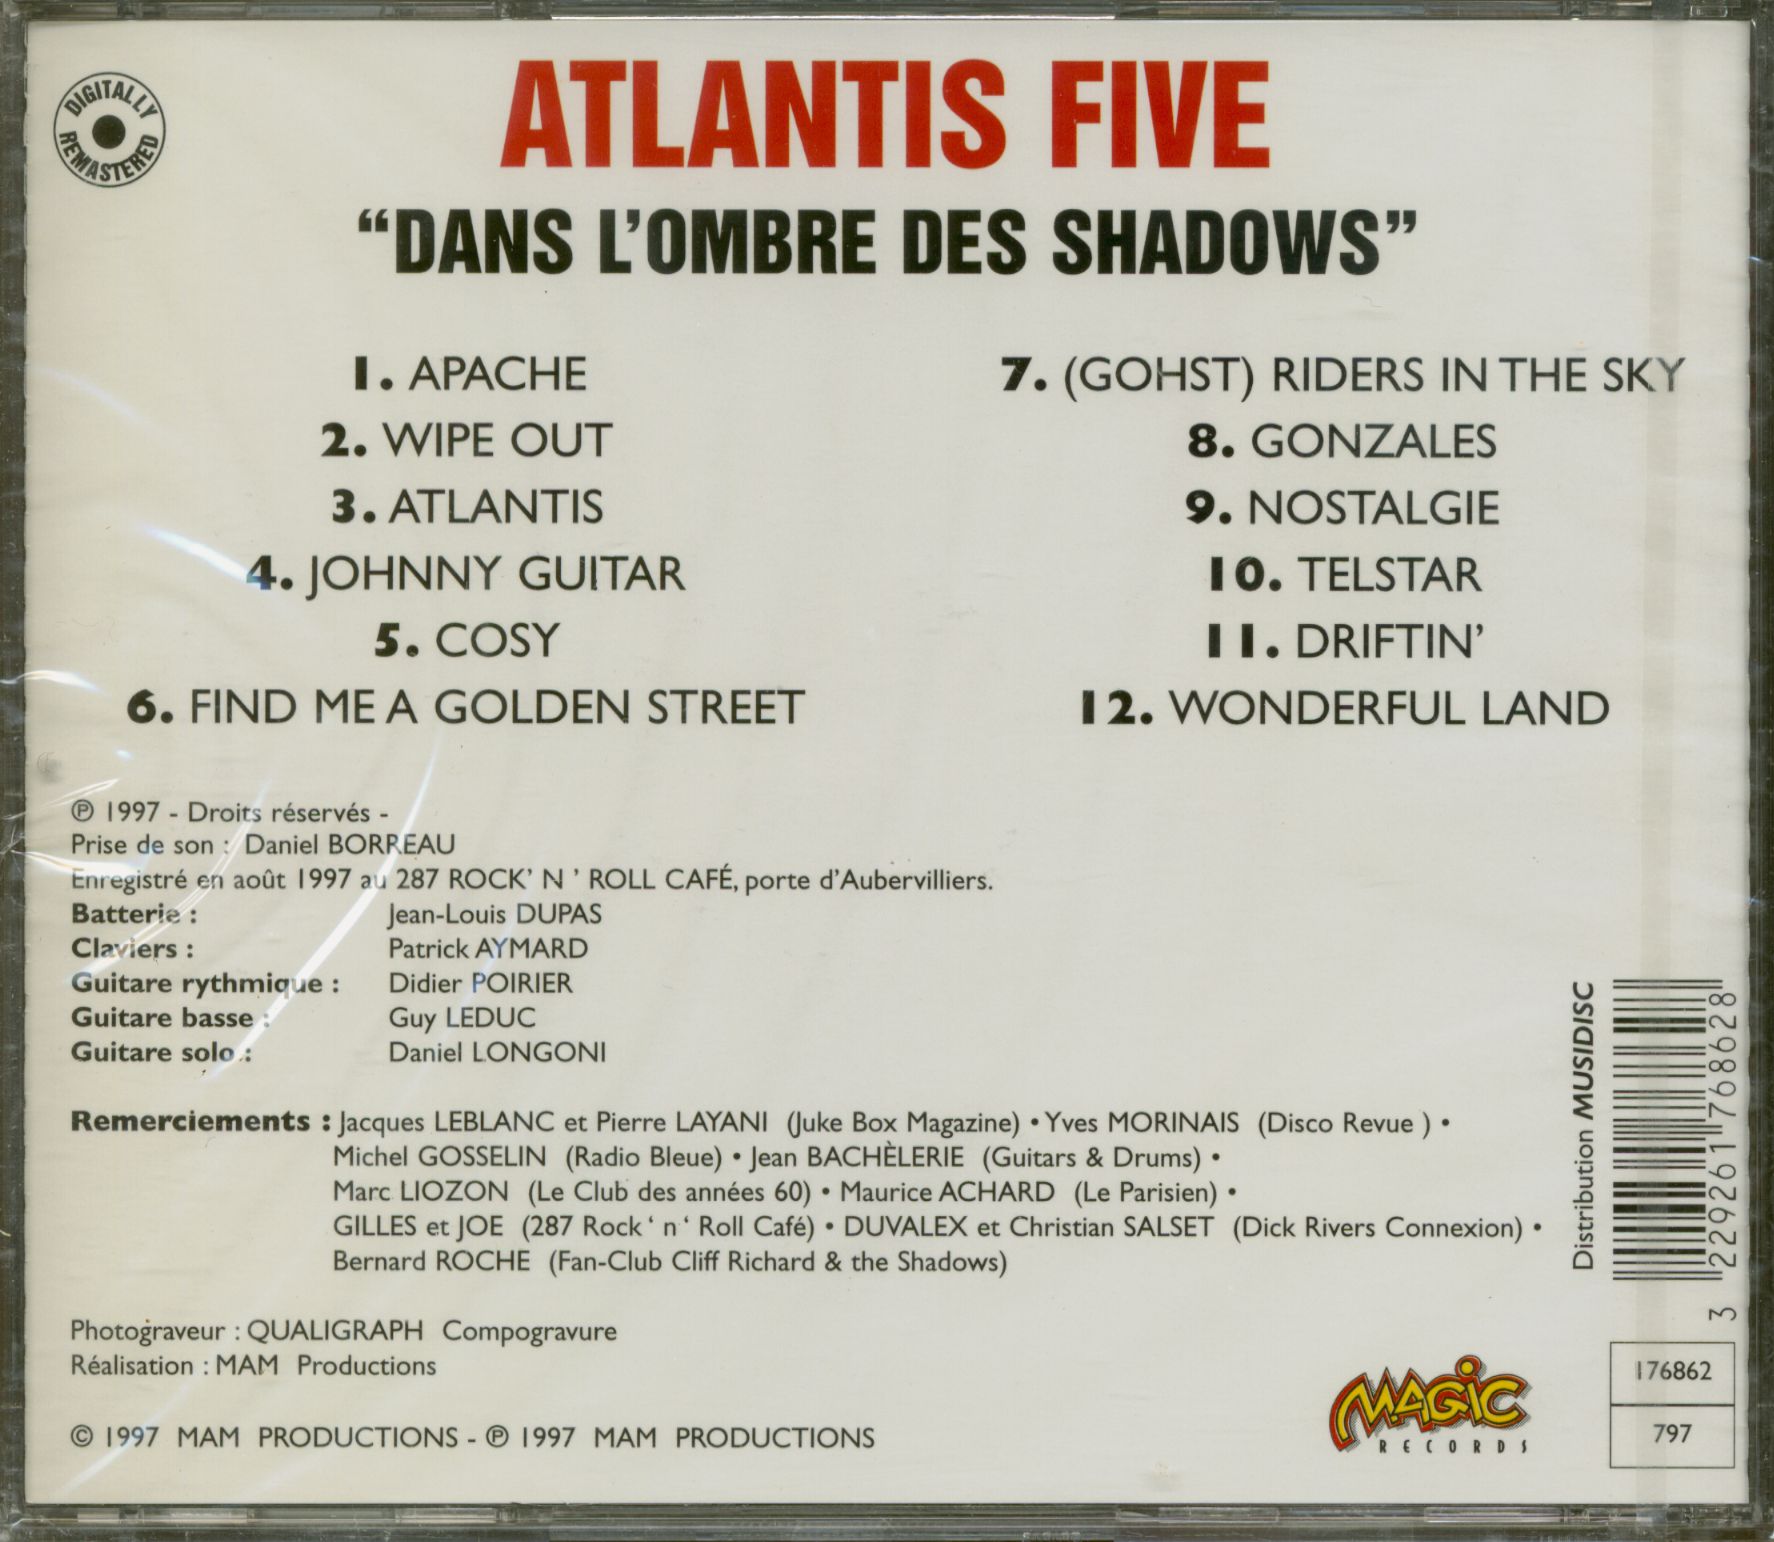 DIGITALLY
REMASTERED
ATLANTIS FIVE
“DANS L’OMBRE DES SHADOWS”
1. APACHE
2. WIPE OUT
3. ATLANTIS
4. JOHNNY GUITAR
5. COSY
6. FIND ME A GOLDEN STREET
7. (GOHST) RIDERS IN THE SKY
8. GONZALES
9. NOSTALGIE
10. TELSTAR
11. DRIFTIN’
12. WONDERFUL LAND
℗ 1997 - Droits réservés -
Prise de son : Daniel BORREAU
Enregistré en août 1997 au 287 ROCK’ N ’ ROLL CAFÉ, porte d’Aubervilliers.
Batterie : Jean-Louis DUPAS
Claviers : Patrick AYMARD
Guitare rythmique : Didier POIRIER
Guitare basse : Guy LEDUC
Guitare solo : Daniel LONGONI
Remerciements : Jacques LEBLANC et Pierre LAYANI (Juke Box Magazine) • Yves MORINAIS (Disco Revue ) •
Michel GOSSELIN (Radio Bleue) • Jean BACHÈLERIE (Guitars & Drums) •
Marc LIOZON (Le Club des années 60) • Maurice ACHARD (Le Parisien) •
GILLES et JOE (287 Rock ‘ n ‘ Roll Café) • DUVALEX et Christian SALSET (Dick Rivers Connexion) •
Bernard ROCHE (Fan-Club Cliff Richard & the Shadows)
Photograveur : QUALIGRAPH Compogravure
Réalisation : MAM Productions
© 1997 MAM PRODUCTIONS - ℗ 1997 MAM PRODUCTIONS
MAGIC
RECORDS
Distribution MUSIDISC
3 229261 768628
176862
797